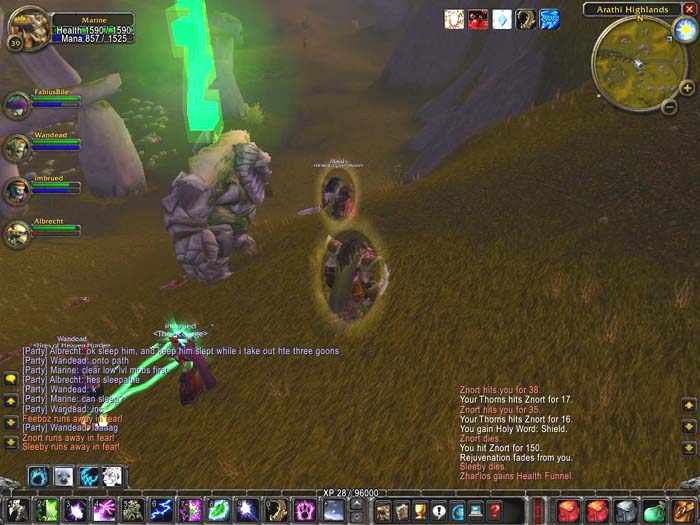 Marine
Health 1590 / 1590
Mana 857 / 1525
39
Arathi Highlands
N
FabiusBile
Wandead
imbrued
Albrecht
imbrued
Wandead
[Party] Albrecht: ok sleep him, and keep him slept while i take out hte three goons
[Party] Wandead: onto path
[Party] Marine: clear low lvl mobs first
[Party] Albrecht: hes sleepathe
[Party] Wandead: k
[Party] Marine: can sleep?
[Party] Wandead:
Feeboz runs away in fear!
[Party] Wandead: laaaag
Znort runs away in fear!
Sleeby runs away in fear!
Znort hits you for 38.
Your Thorns hits Znort for 17.
Znort hits you for 35.
Your Thorns hits Znort for 16.
You gain Holy Word: Shield.
Znort dies.
You hit Znort for 150.
Rejuvenation fades from you.
Sleeby dies.
Zhar'los gains Health Funnel.
XP 28 / 96000